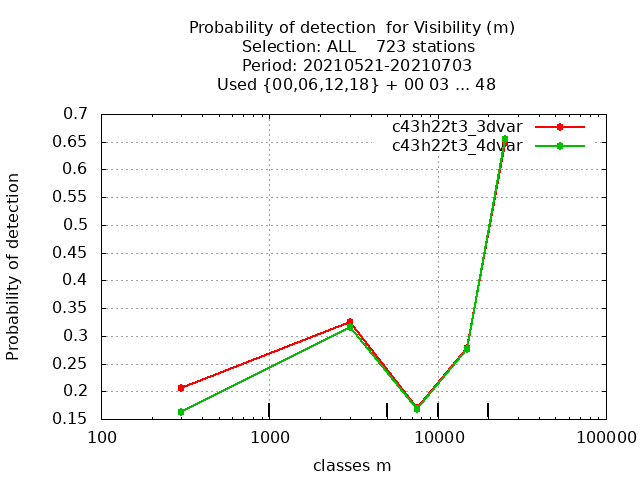 Probability of detection  for Visibility (m)
Selection: ALL    723 stations
Period: 20210521-20210703
Used {00,06,12,18} + 00 03 ... 48
c43h22t3_3dvar
c43h22t3_4dvar
Probability of detection
0.7
0.65
0.6
0.55
0.5
0.45
0.4
0.35
0.3
0.25
0.2
0.15
100
1000
10000
100000
classes m